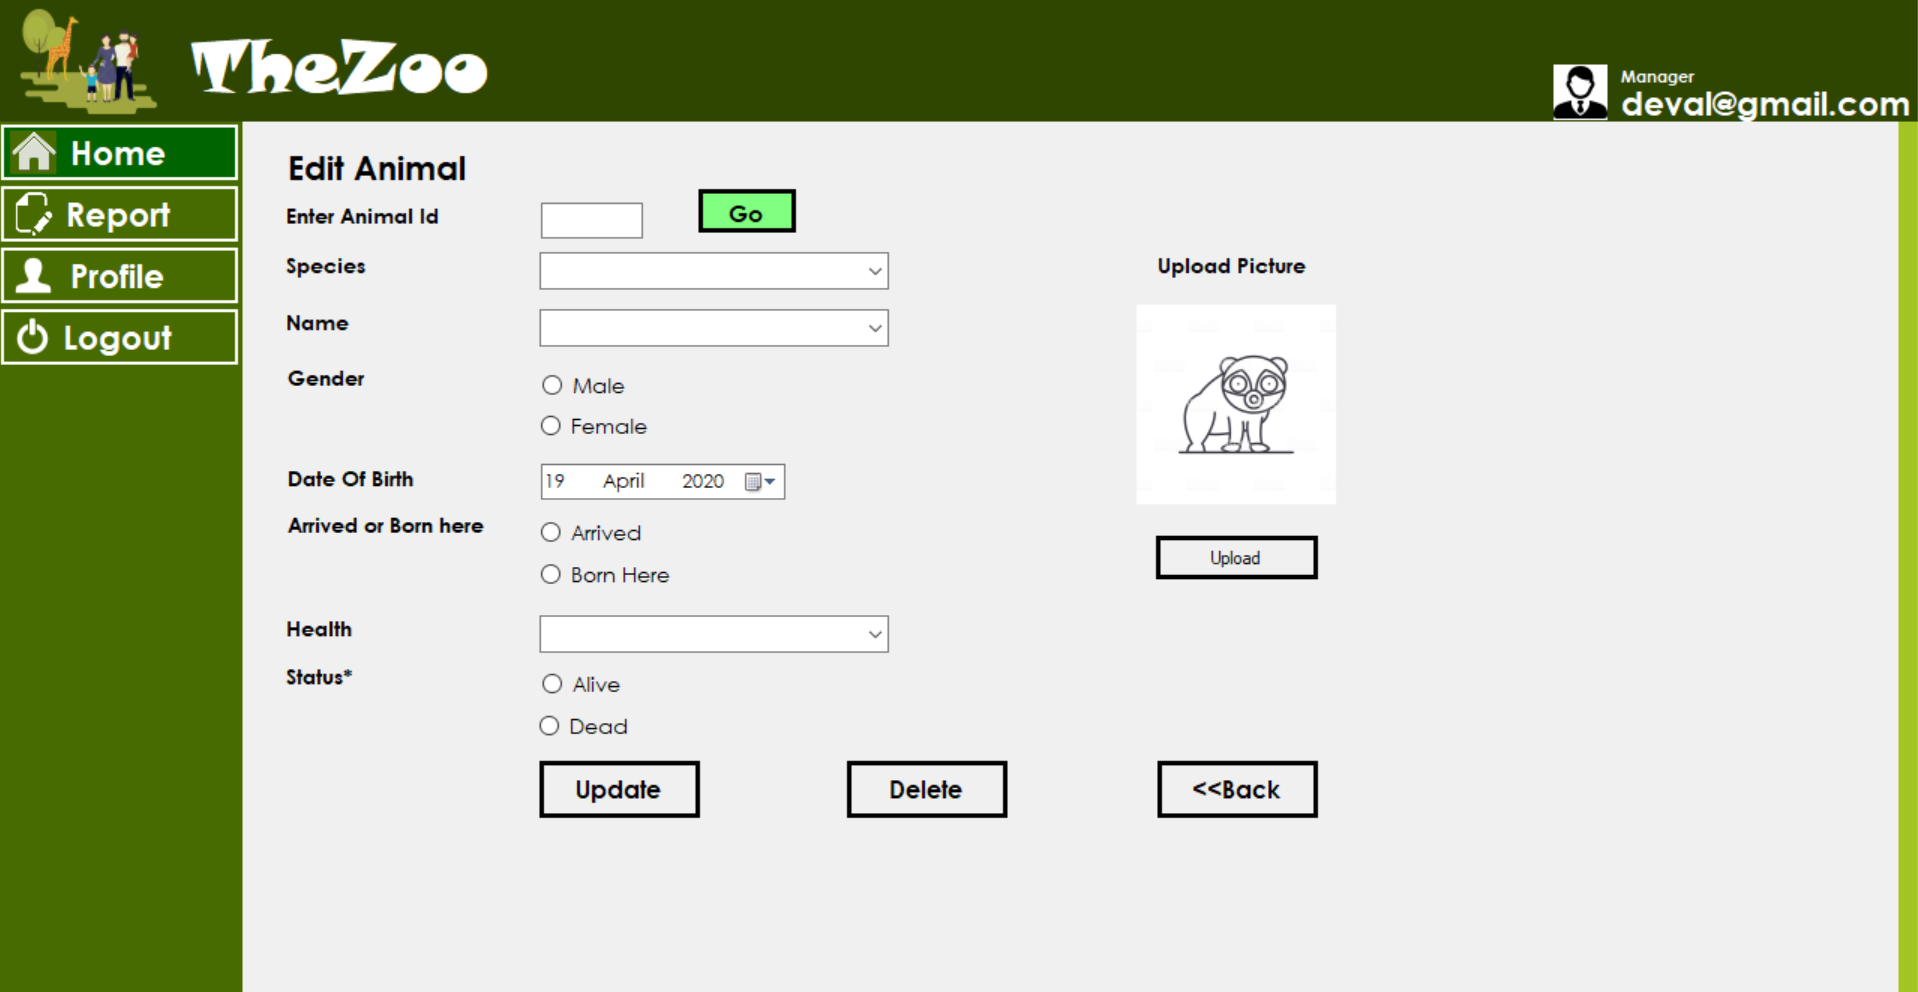 TheZoo
Manager
deval@gmail.com
Home
Report
Profile
Logout
Edit Animal
Enter Animal Id
Go
Species
Upload Picture
Name
Gender
Male
Female
Date Of Birth
19 April 2020
Arrived or Born here
Arrived
Born Here
Upload
Health
Status*
Alive
Dead
Update
Delete
<<Back